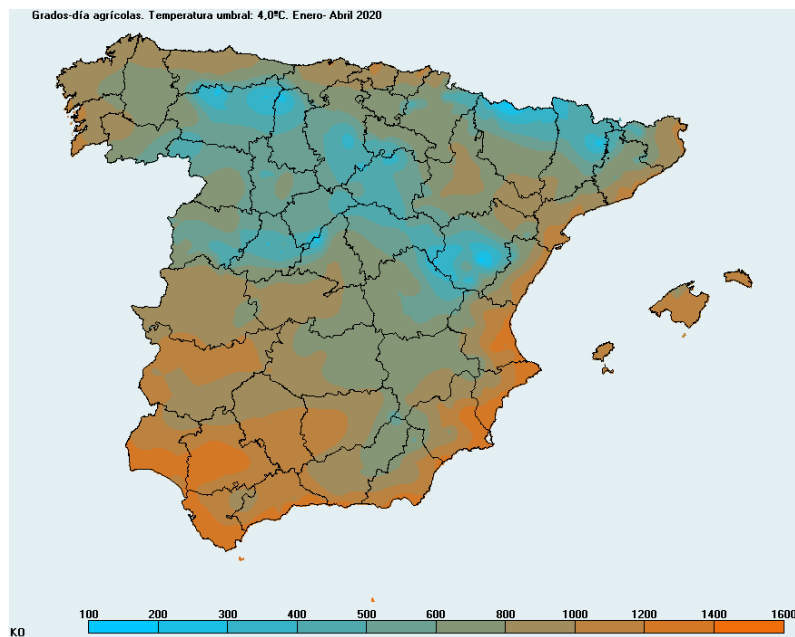 Grados-día agrícolas. Temperatura umbral: 4,0ºC. Enero- Abril 2020
100 200 300 400 500 600 800 1000 1200 1400 1600
KO